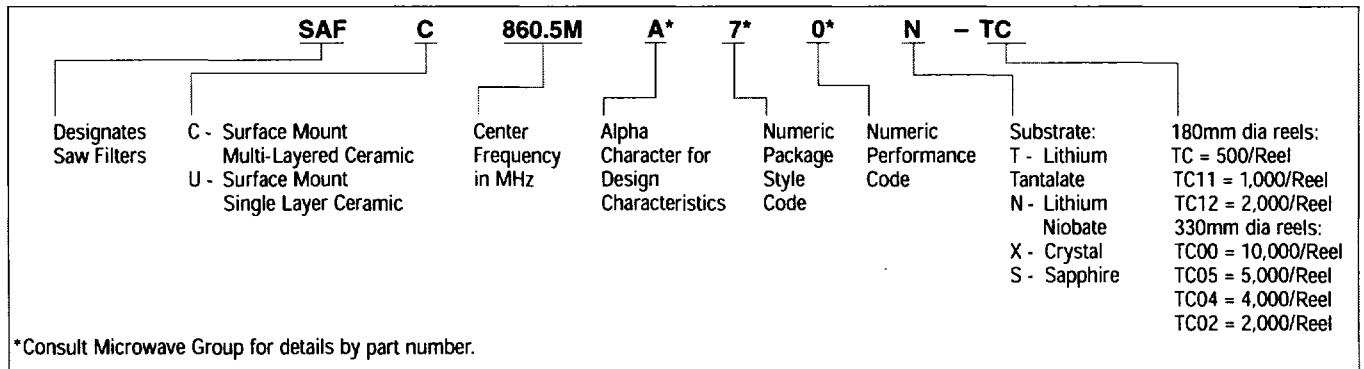 SAF C 860.5M A* 7* 0* N - TC
Designates
Saw Filters
C - Surface Mount
Multi-Layered Ceramic
U - Surface Mount
Single Layer Ceramic
Center
Frequency
in MHz
Alpha
Character for
Design
Characteristics
Numeric
Package
Style
Code
Numeric
Performance
Code
Substrate:
T - Lithium
Tantalate
N - Lithium
Niobate
X - Crystal
S - Sapphire
180mm dia reels:
TC = 500/Reel
TC11 = 1,000/Reel
TC12 = 2,000/Reel
330mm dia reels:
TC00 = 10,000/Reel
TC05 = 5,000/Reel
TC04 = 4,000/Reel
TC02 = 2,000/Reel
*Consult Microwave Group for details by part number.